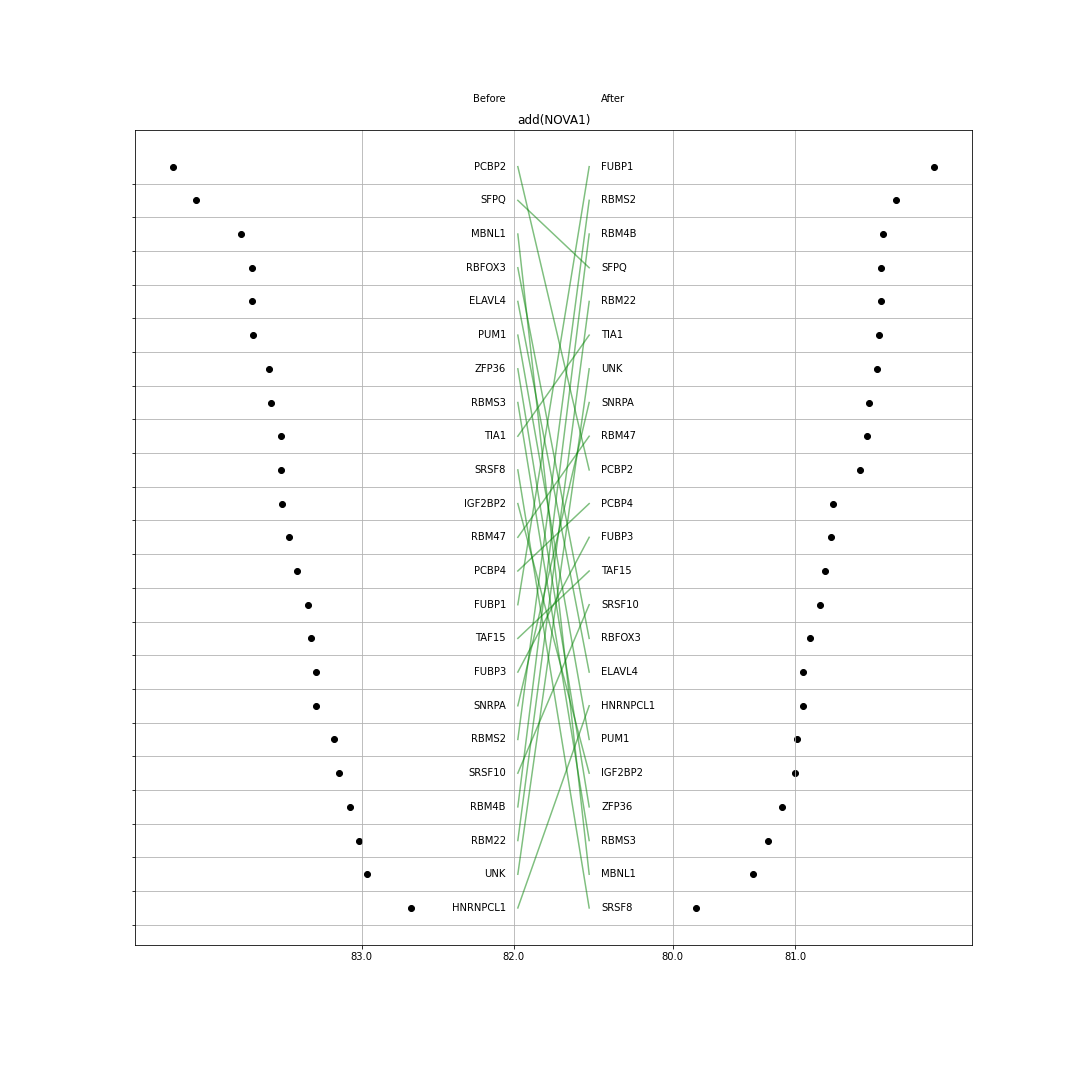 Before After
add(NOVA1)
PCBP2 FUBP1
SFPQ RBMS2
MBNL1 RBM4B
RBFOX3 SFPQ
ELAVL4 RBM22
PUM1 TIA1
ZFP36 UNK
RBMS3 SNRPA
TIA1 RBM47
SRSF8 PCBP2
IGF2BP2 PCBP4
RBM47 FUBP3
PCBP4 TAF15
FUBP1 SRSF10
TAF15 RBFOX3
FUBP3 ELAVL4
SNRPA HNRNPCL1
RBMS2 PUM1
SRSF10 IGF2BP2
RBM4B ZFP36
RBM22 RBMS3
UNK MBNL1
HNRNPCL1 SRSF8
83.0 82.0 80.0 81.0